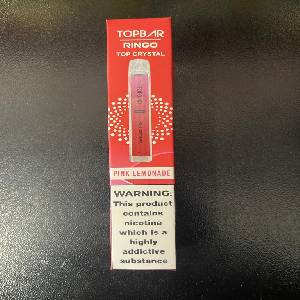 TOPBAR
RINGO
TOP CRYSTAL
PINK LEMONADE
WARNING:
This product
contains
nicotine
which is a
highly
addictive
substance